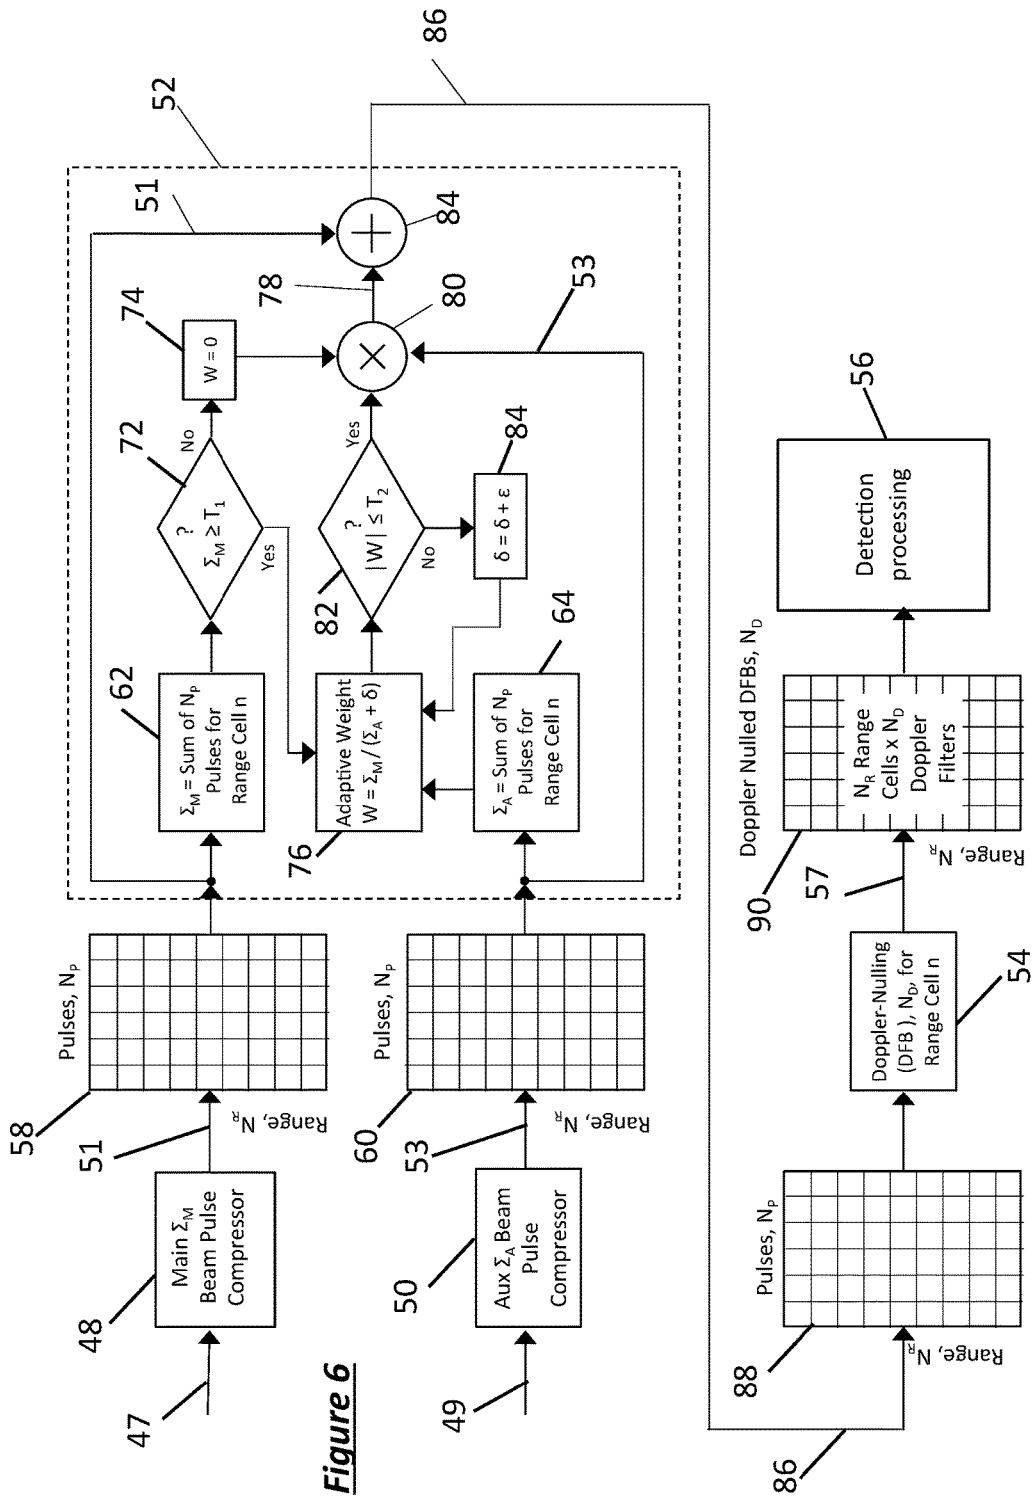 47
Main Σ_M
Beam Pulse
Compressor
48
51
58
Pulses, N_P
Range, N_R
62
Σ_M = Sum of N_P
Pulses for
Range Cell n
72
?
Σ_M ≥ T_1
No
Yes
74
W = 0
51
52
86
76
Adaptive Weight
W = Σ_M / (Σ_A + δ)
82
?
|W| ≤ T_2
Yes
No
78
80
84
84
δ = δ + ε
53
49
Aux Σ_A Beam
Pulse
Compressor
50
53
60
Pulses, N_P
Range, N_R
64
Σ_A = Sum of N_P
Pulses for
Range Cell n
Figure 6
86
88
Pulses, N_P
Range, N_R
Doppler-Nulling
(DFB ), N_D, for
Range Cell n
54
57
90
Doppler Nulled DFBs, N_D
Range, N_R
N_R Range
Cells x N_D
Doppler
Filters
Detection
processing
56